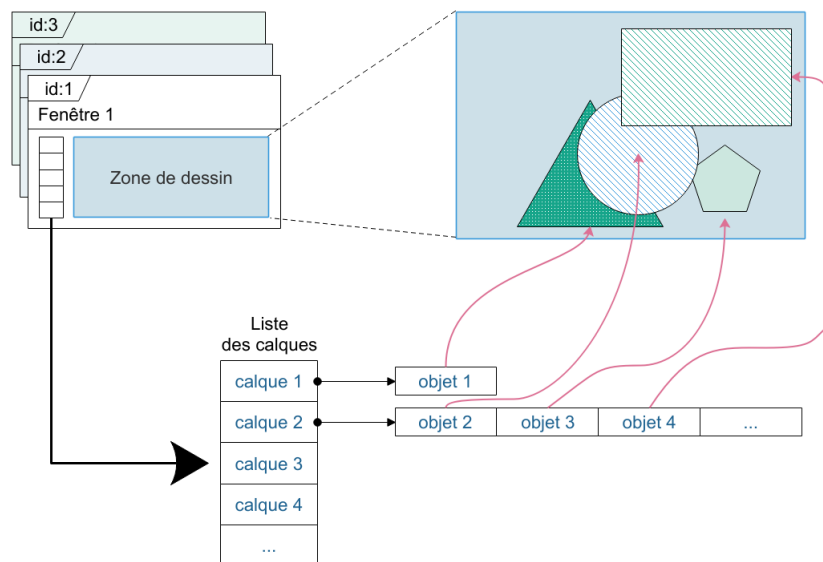 id:3
id:2
id:1
Fenêtre 1
Zone de dessin
Liste
des calques
calque 1
objet 1
calque 2
objet 2
objet 3
objet 4
...
calque 3
calque 4
...